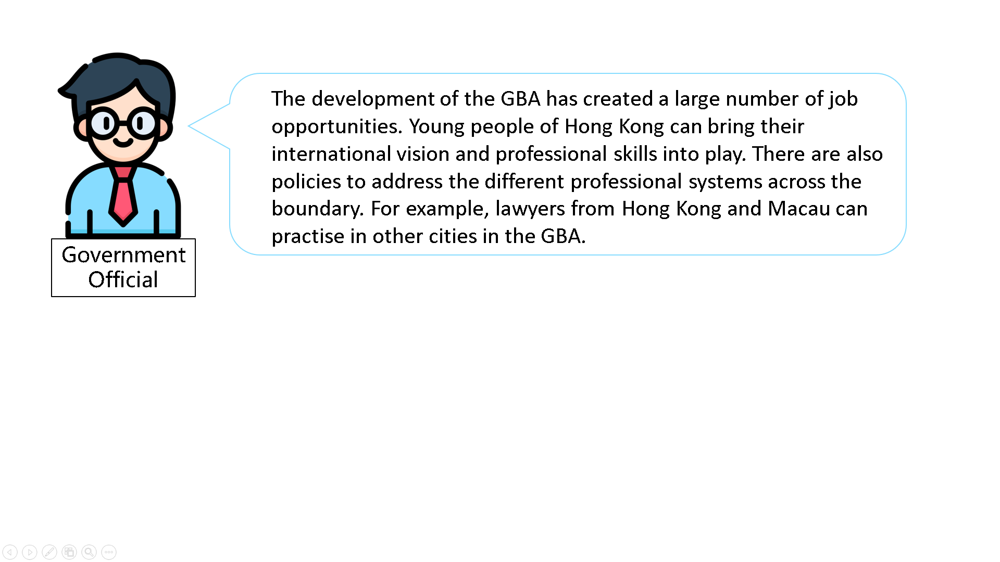 The development of the GBA has created a large number of job
opportunities. Young people of Hong Kong can bring their
international vision and professional skills into play. There are also
policies to address the different professional systems across the
boundary. For example, lawyers from Hong Kong and Macau can
practise in other cities in the GBA.
Government
Official